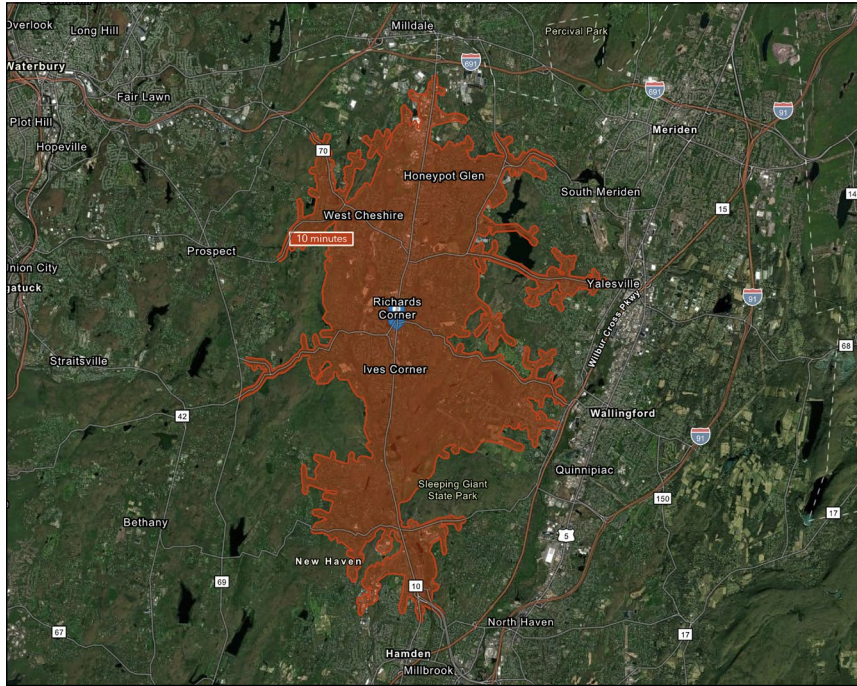 Overlook
Long Hill
Milldale
Percival Park
Waterbury
691
Fair Lawn
691
91
Plot Hill
Meriden
Hopeville
70
Honeypot Glen
South Meriden
14
West Cheshire
15
10 minutes
Prospect
Union City
Yalesville
gatuck
91
Richards
Corner
Wilbur Cross Pkwy
68
Straitsville
Ives Corner
42
Wallingford
91
Quinnipiac
Sleeping Giant
State Park
150
17
Bethany
5
New Haven
69
10
North Haven
67
17
Hamden
Millbrook